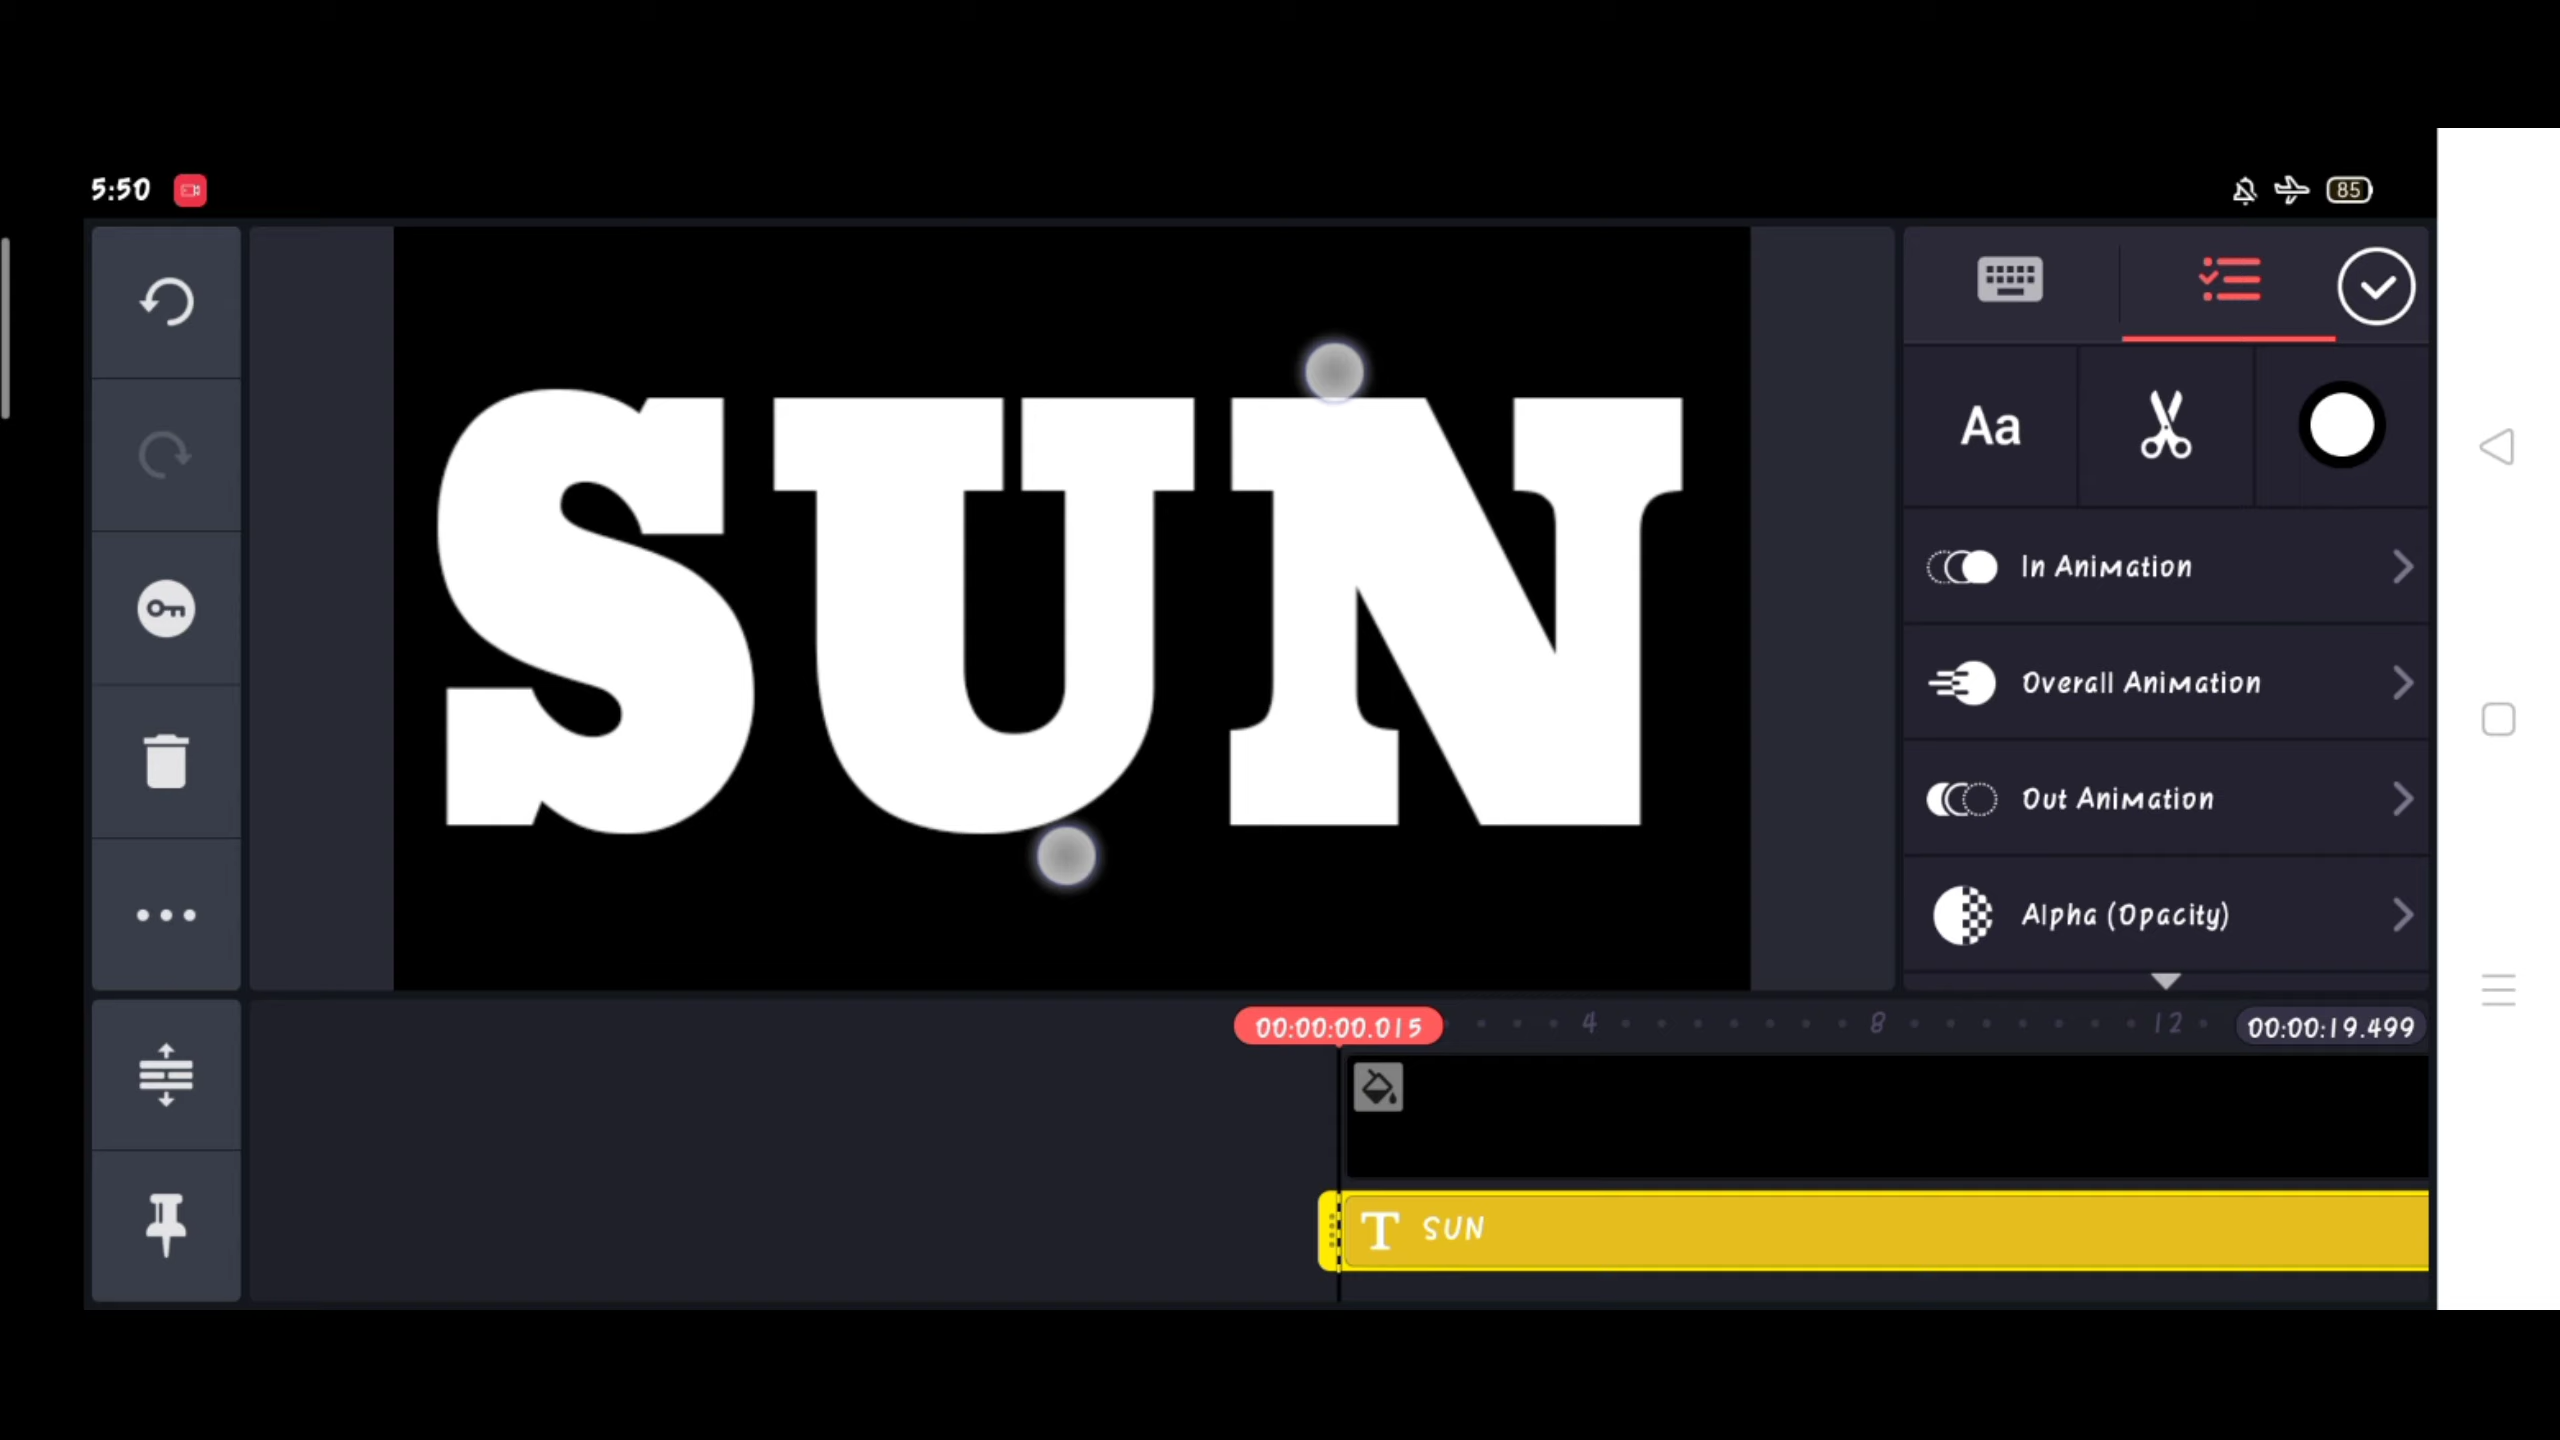 5:50
85
SUN
Aa
In Animation
Overall Animation
Out Animation
Alpha (Opacity)
00:00:00.015
4
8
12
00:00:19.499
T SUN